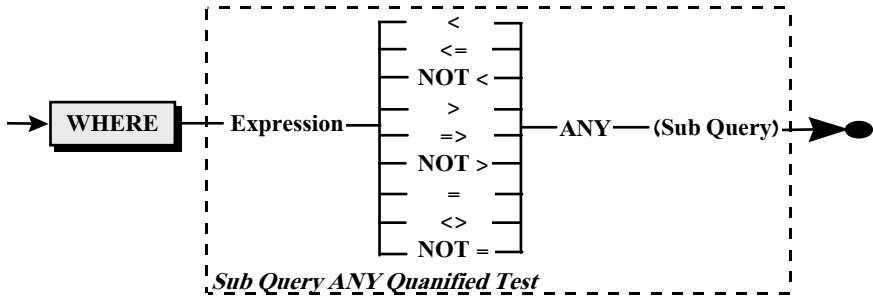 <
<=
NOT <
WHERE Expression > ANY (Sub Query)
=>
NOT >
=
<>
NOT =
Sub Query ANY Quanified Test